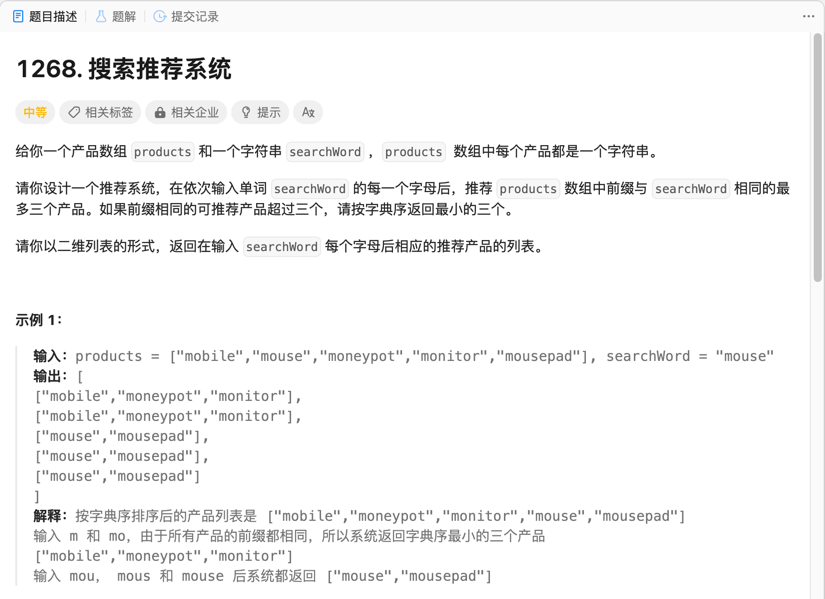 题目描述 题解 提交记录
1268. 搜索推荐系统
中等 相关标签 相关企业 提示 A文
给你一个产品数组 products 和一个字符串 searchWord ，products 数组中每个产品都是一个字符串。
请你设计一个推荐系统，在依次输入单词 searchWord 的每一个字母后，推荐 products 数组中前缀与 searchWord 相同的最
多三个产品。如果前缀相同的可推荐产品超过三个，请按字典序返回最小的三个。
请你以二维列表的形式，返回在输入 searchWord 每个字母后相应的推荐产品的列表。
示例 1：
输入：products = ["mobile","mouse","moneypot","monitor","mousepad"], searchWord = "mouse"
输出：[
["mobile","moneypot","monitor"],
["mobile","moneypot","monitor"],
["mouse","mousepad"],
["mouse","mousepad"],
["mouse","mousepad"]
]
解释：按字典序排序后的产品列表是 ["mobile","moneypot","monitor","mouse","mousepad"]
输入 m 和 mo，由于所有产品的前缀都相同，所以系统返回字典序最小的三个产品
["mobile","moneypot","monitor"]
输入 mou， mous 和 mouse 后系统都返回 ["mouse","mousepad"]